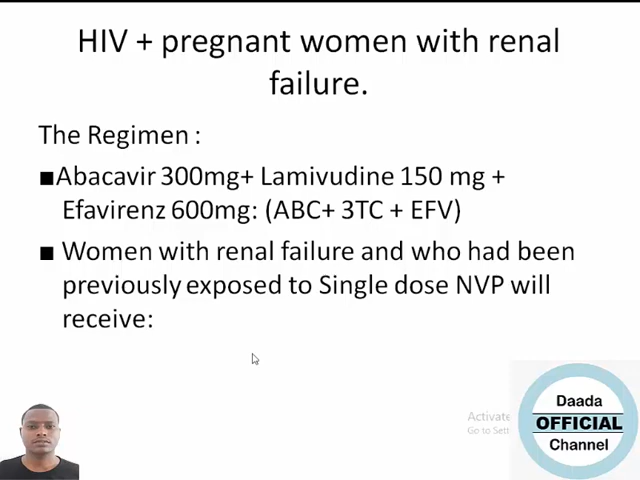 HIV + pregnant women with renal
failure.
The Regimen :
■Abacavir 300mg+ Lamivudine 150 mg +
Efavirenz 600mg: (ABC+ 3TC + EFV)
■ Women with renal failure and who had been
previously exposed to Single dose NVP will
receive:
Activate
Go to Sett
Daada
OFFICIAL
Channel